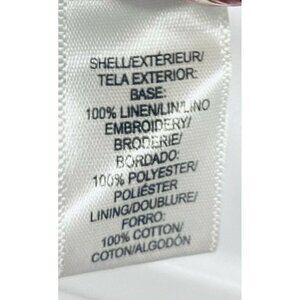 SHELL/EXTÉRIEUR/
TELA EXTERIOR:
BASE:
100% LINEN/LIN/LINO
EMBROIDERY/
BRODERIE/
BORDADO:
100% POLYESTER/
POLIÉSTER
LINING/DOUBLURE/
FORRO:
100% COTTON/
COTON/ALGODÓN